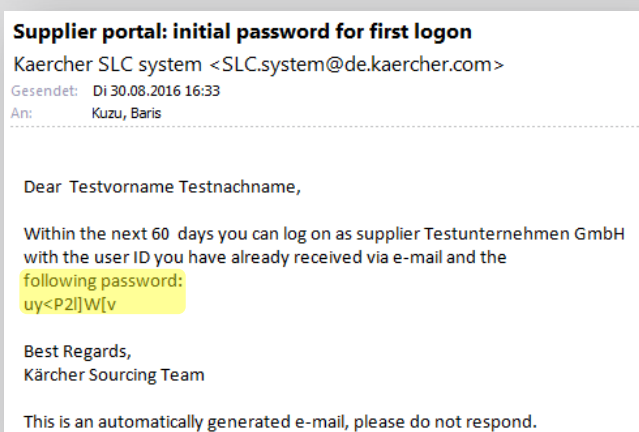 Supplier portal: initial password for first logon
Kaercher SLC system <SLC.system@de.kaercher.com>
Gesendet: Di 30.08.2016 16:33
An: Kuzu, Baris
Dear Testvorname Testnachname,
Within the next 60 days you can log on as supplier Testunternehmen GmbH
with the user ID you have already received via e-mail and the
following password:
uy<P2l]W[v
Best Regards,
Kärcher Sourcing Team
This is an automatically generated e-mail, please do not respond.